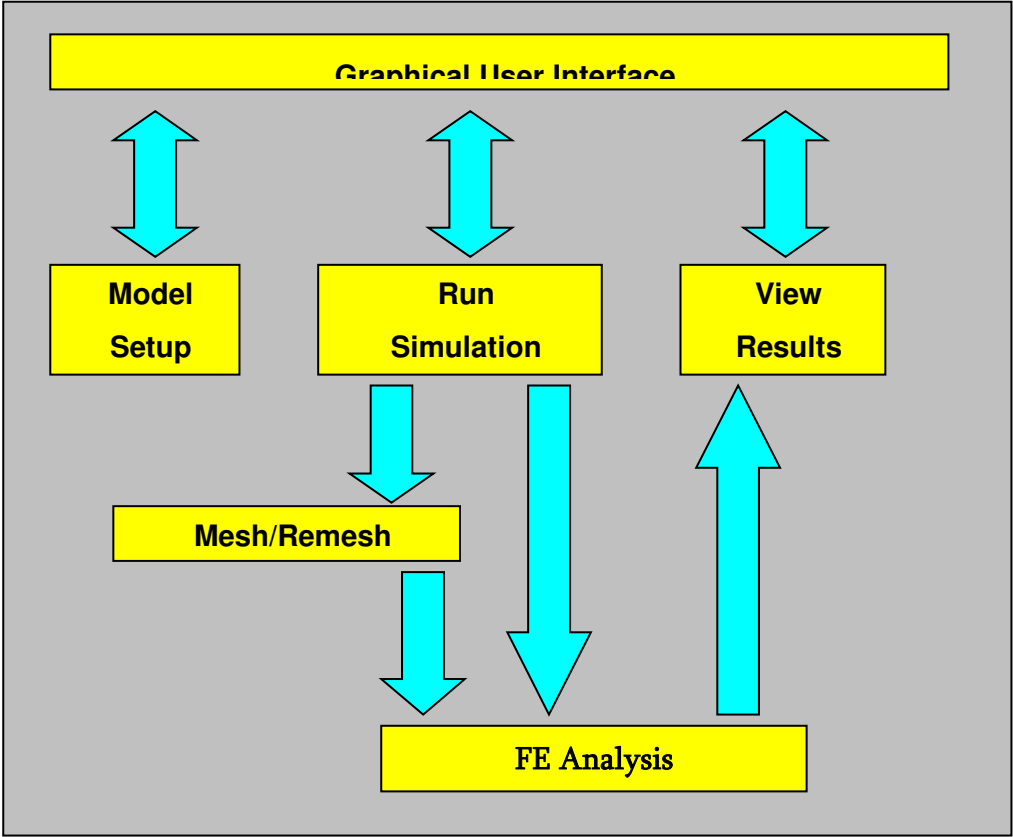 Graphical User Interface
Model
Setup
Run
Simulation
View
Results
Mesh/Remesh
FE Analysis